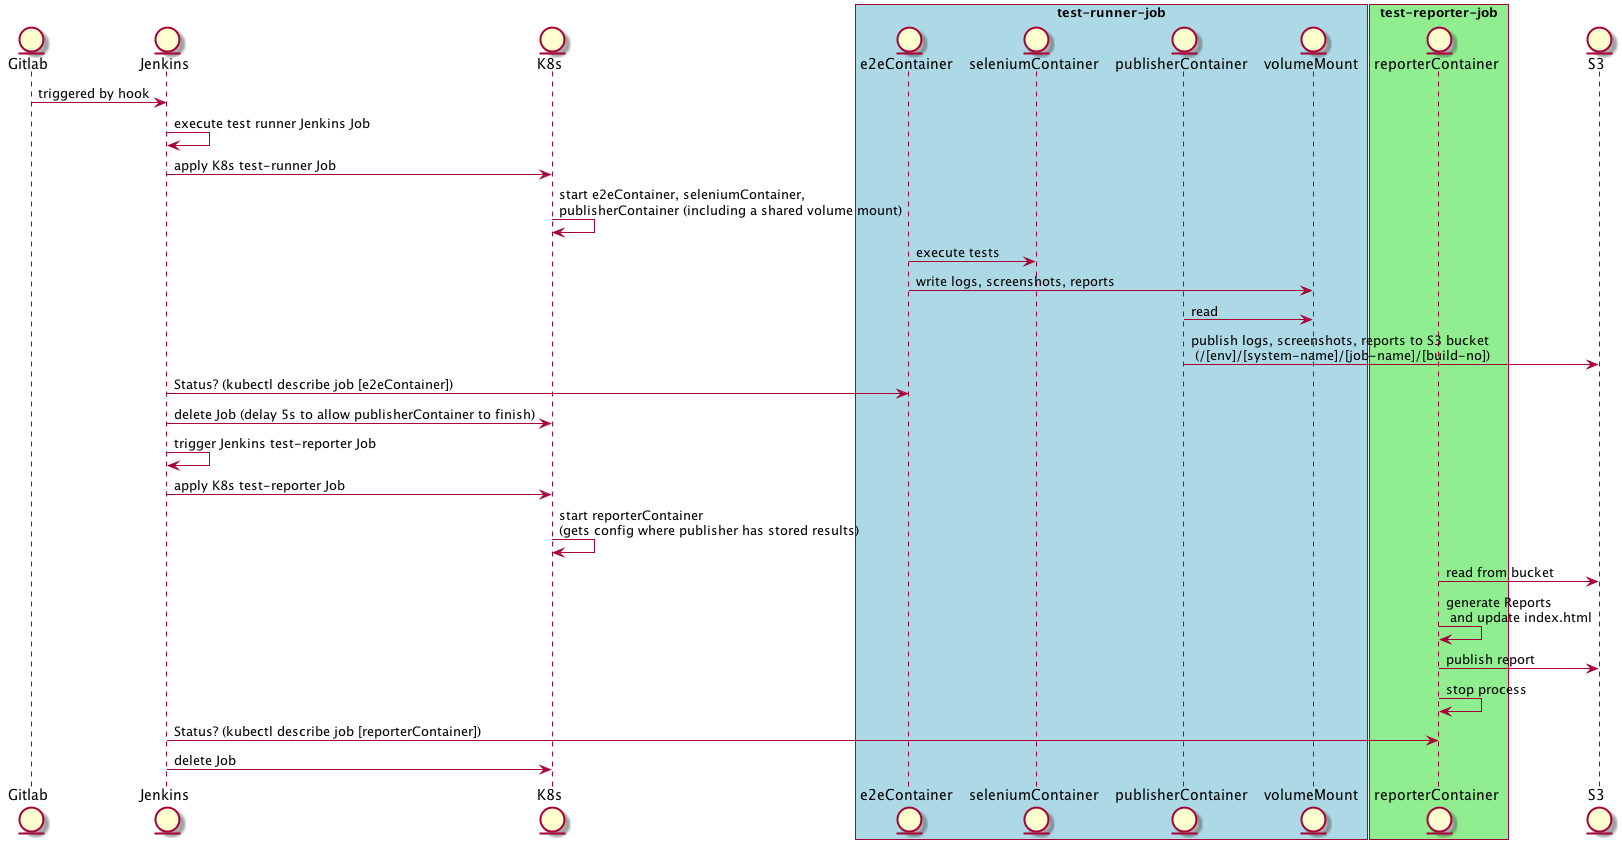 test-runner-job
test-reporter-job
Gitlab
Jenkins
K8s
e2eContainer
seleniumContainer
publisherContainer
volumeMount
reporterContainer
S3
triggered by hook
execute test runner Jenkins Job
apply K8s test-runner Job
start e2eContainer, seleniumContainer,
publisherContainer (including a shared volume mount)
execute tests
write logs, screenshots, reports
read
publish logs, screenshots, reports to S3 bucket
(/[env]/[system-name]/[job-name]/[build-no])
Status? (kubectl describe job [e2eContainer])
delete Job (delay 5s to allow publisherContainer to finish)
trigger Jenkins test-reporter Job
apply K8s test-reporter Job
start reporterContainer
(gets config where publisher has stored results)
read from bucket
generate Reports
and update index.html
publish report
stop process
Status? (kubectl describe job [reporterContainer])
delete Job
Gitlab
Jenkins
K8s
e2eContainer
seleniumContainer
publisherContainer
volumeMount
reporterContainer
S3